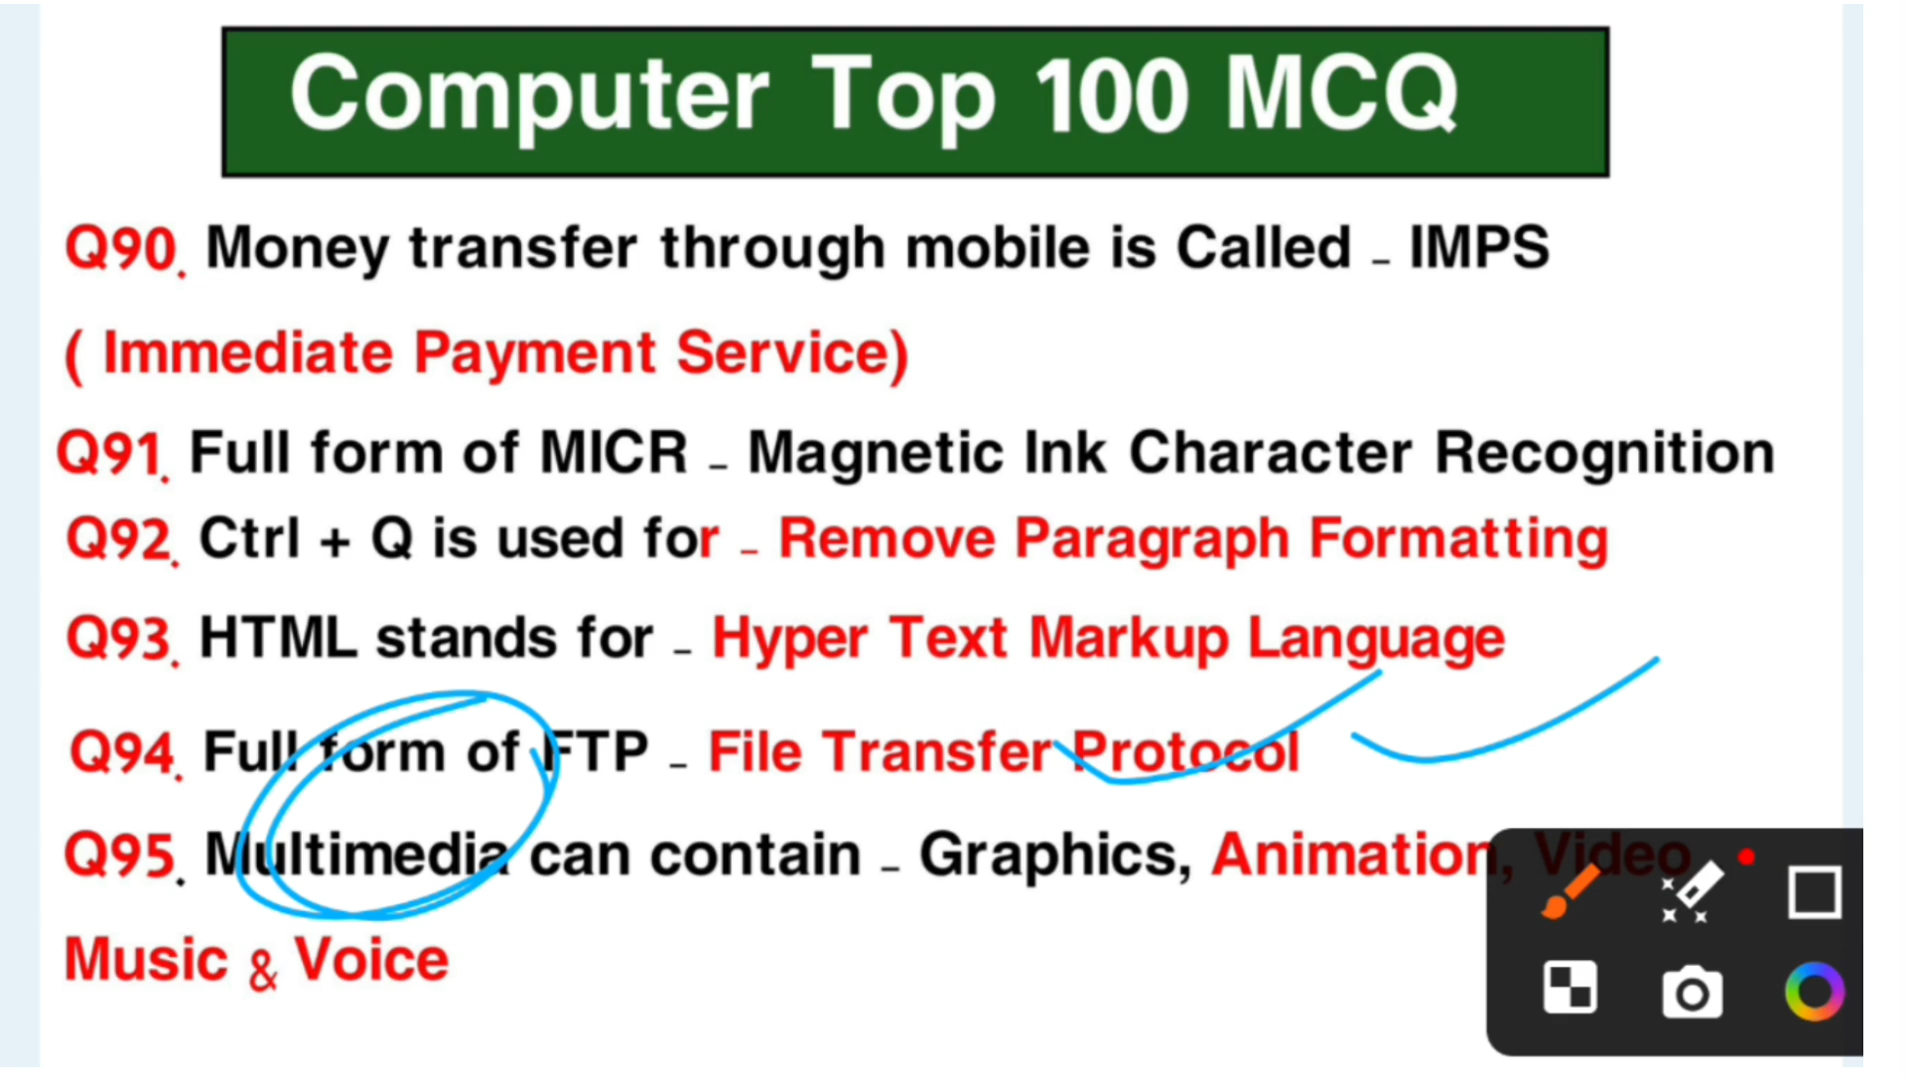 Computer Top 100 MCQ
Q90. Money transfer through mobile is Called - IMPS
( Immediate Payment Service)
Q91. Full form of MICR - Magnetic Ink Character Recognition
Q92. Ctrl + Q is used for - Remove Paragraph Formatting
Q93. HTML stands for - Hyper Text Markup Language
Q94. Full form of FTP - File Transfer Protocol
Q95. Multimedia can contain - Graphics, Animation, Video
Music & Voice